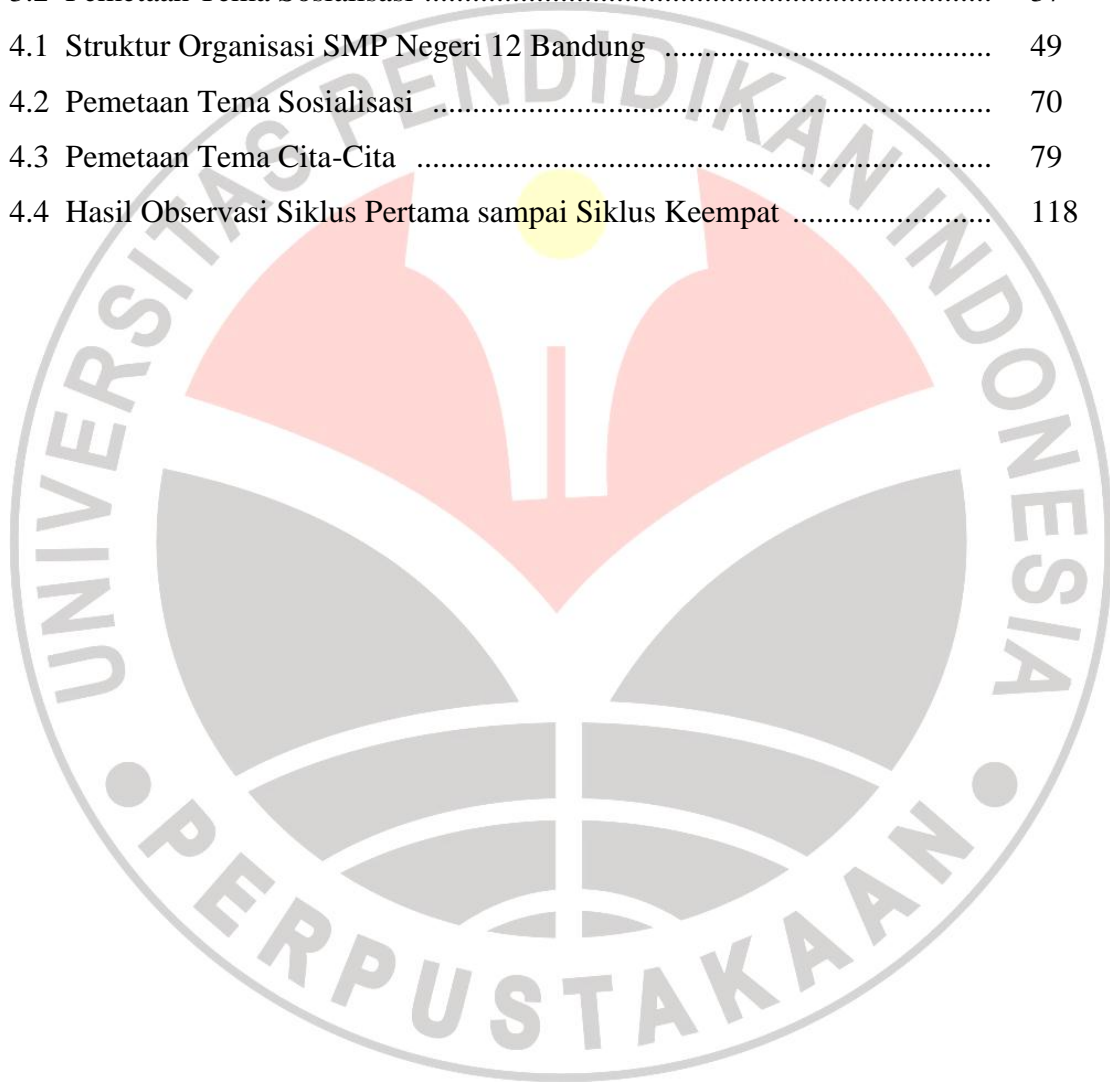 4.1 Struktur Organisasi SMP Negeri 12 Bandung ................................... 49
4.2 Pemetaan Tema Sosialisasi ............................................................ 70
4.3 Pemetaan Tema Cita-Cita .............................................................. 79
4.4 Hasil Observasi Siklus Pertama sampai Siklus Keempat ......................... 118
UNIVERSITAS PENDIDIKAN INDONESIA
PERPUSTAKAAN